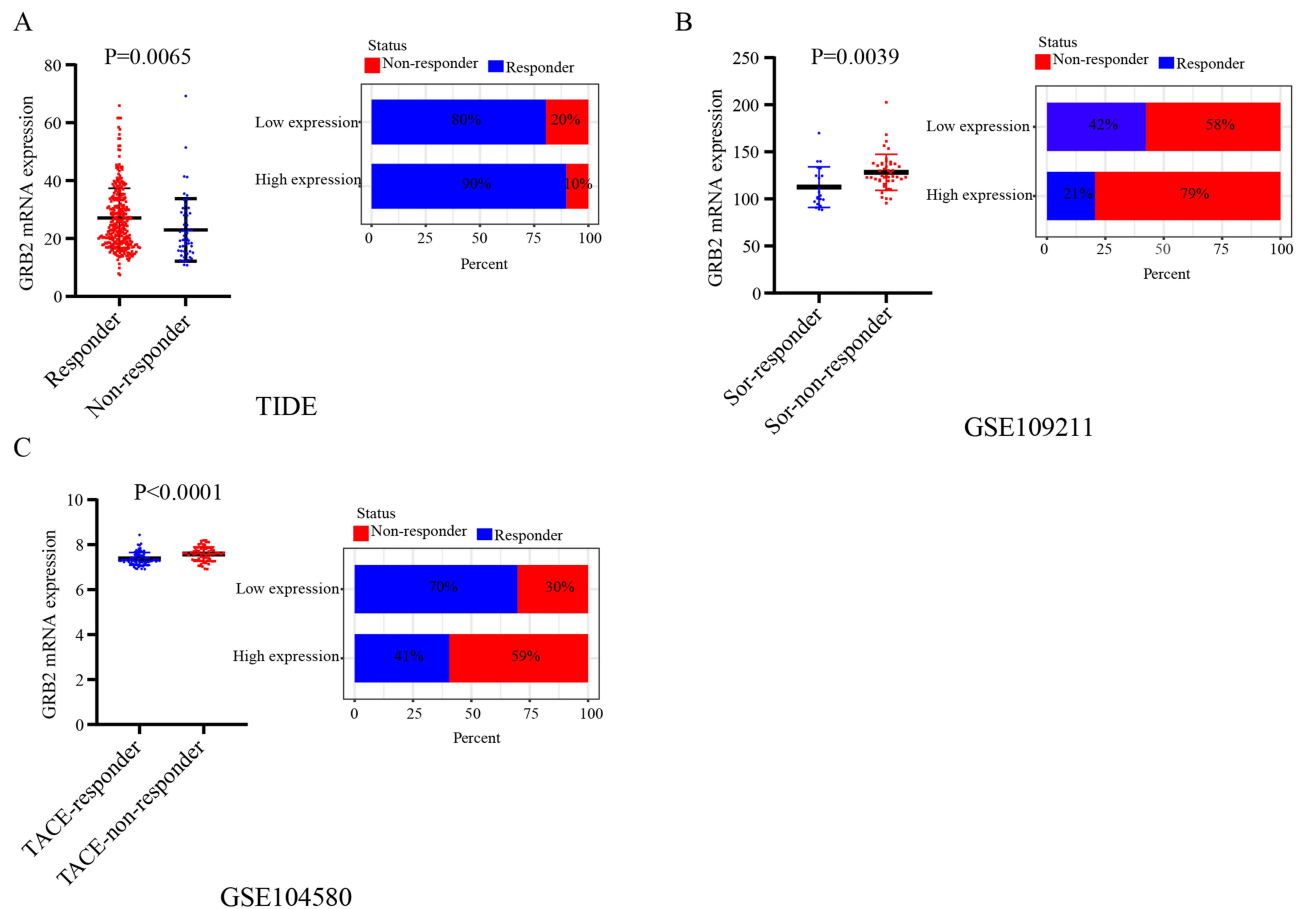 A
P=0.0065
GRB2 mRNA expression
80
60
40
20
0
Responder
Non-responder
Status
Non-responder
Responder
Low expression
80%
20%
High expression
90%
10%
0
25
50
75
100
Percent
TIDE
B
P=0.0039
GRB2 mRNA expression
250
200
150
100
50
0
Sor-responder
Sor-non-responder
Status
Non-responder
Responder
Low expression
42%
58%
High expression
21%
79%
0
25
50
75
100
Percent
GSE109211
C
P<0.0001
GRB2 mRNA expression
10
8
6
4
2
0
TACE-responder
TACE-non-responder
Status
Non-responder
Responder
Low expression
70%
30%
High expression
41%
59%
0
25
50
75
100
Percent
GSE104580